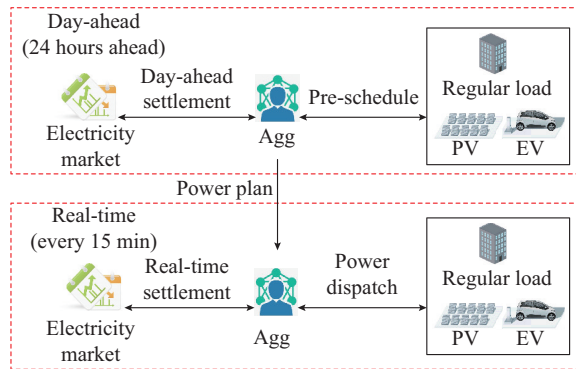 Day-ahead
(24 hours ahead)
Day-ahead
settlement
Pre-schedule
Electricity
market
Agg
Regular load
PV
EV
Power plan
Real-time
(every 15 min)
Real-time
settlement
Power
dispatch
Electricity
market
Agg
Regular load
PV
EV